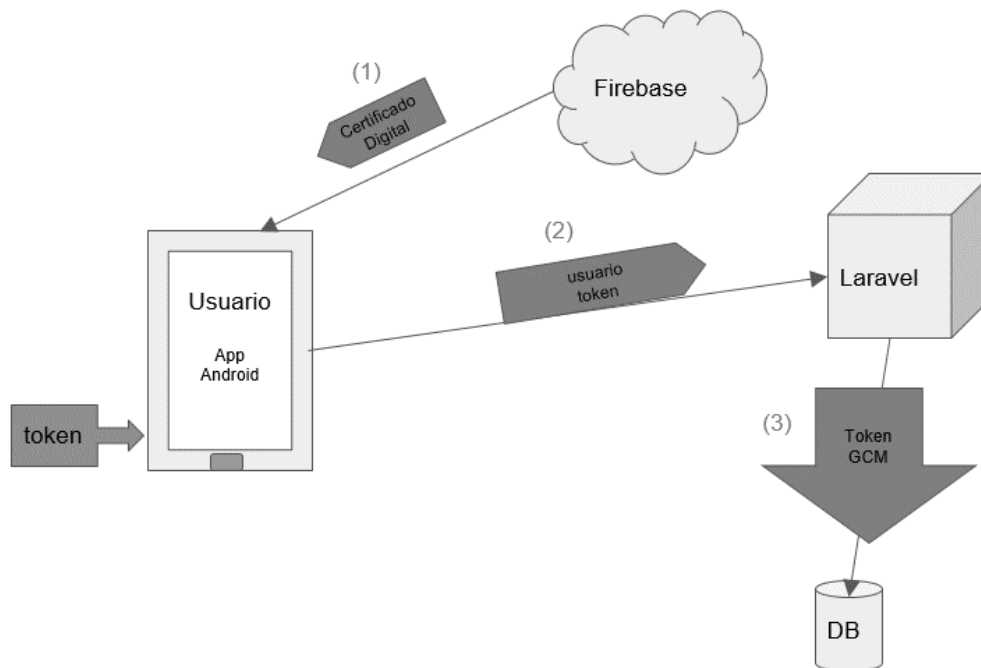 (1)
Certificado
Digital
Firebase
(2)
usuario
token
Laravel
Usuario
App
Android
token
(3)
Token
GCM
DB